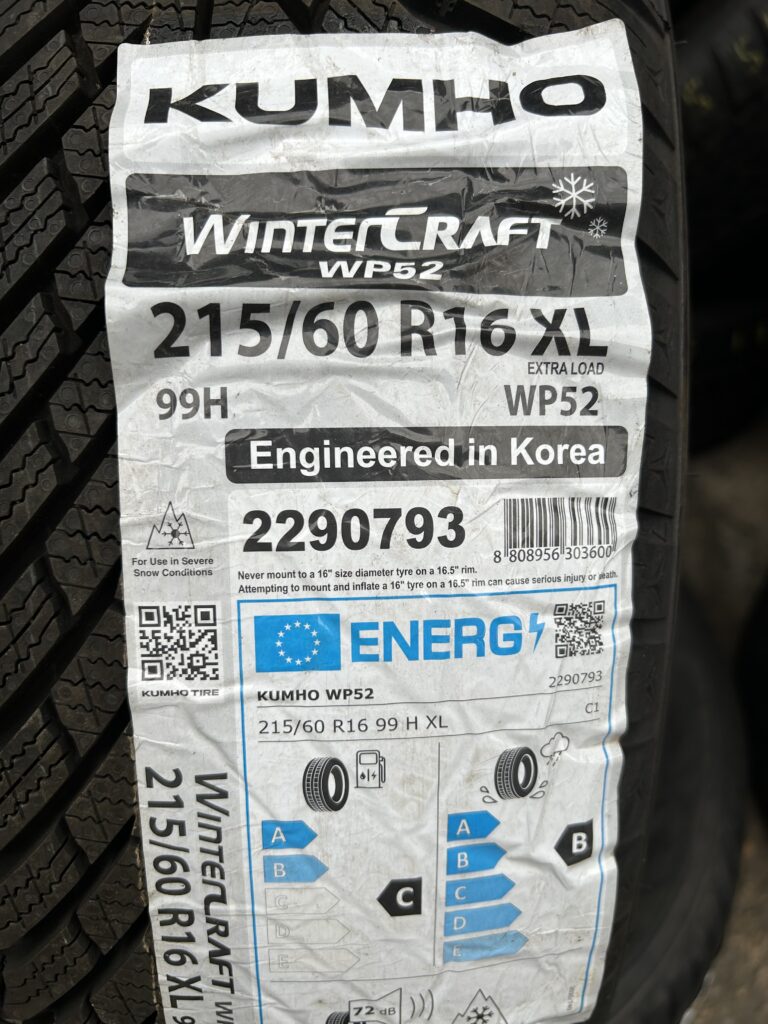 KUMHO
WINTERCRAFT
WP52
215/60 R16 XL
EXTRA LOAD
99H
WP52
Engineered in Korea
2290793
8 808956 303600
For Use in Severe
Snow Conditions
Never mount to a 16" size diameter tyre on a 16.5" rim.
Attempting to mount and inflate a 16" tyre on a 16.5" rim can cause serious injury or death.
KUMHO TIRE
ENERG
KUMHO WP52
2290793
215/60 R16 99 H XL
C1
A
B
C
D
E
C
A
B
C
D
E
B
72 dB
WINTERCRAFT
215/60 R16 XL